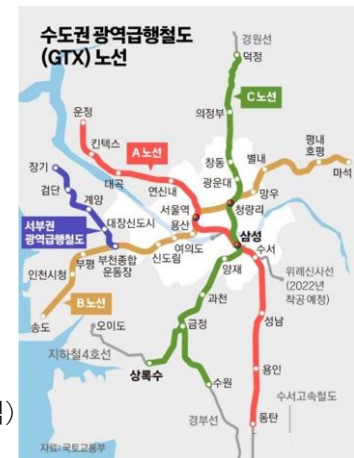 수도권 광역급행철도
(GTX) 노선
경원선
덕정
C노선
운정
의정부
킨텍스
A노선
평내
호평
장기
창동
별내
마석
검단
대곡
연신내
광운대
계양
서울역
망우
청량리
서부권
광역급행철도
대장신도시
용산
삼성
여의도
수서
부천종합
운동장
신도림
양재
위례신사선
(2022년
착공 예정)
인천시청
부평
B노선
과천
송도
오이도
금정
성남
지하철4호선
용인
상록수
수원
수서고속철도
경부선
동탄
자료: 국토교통부